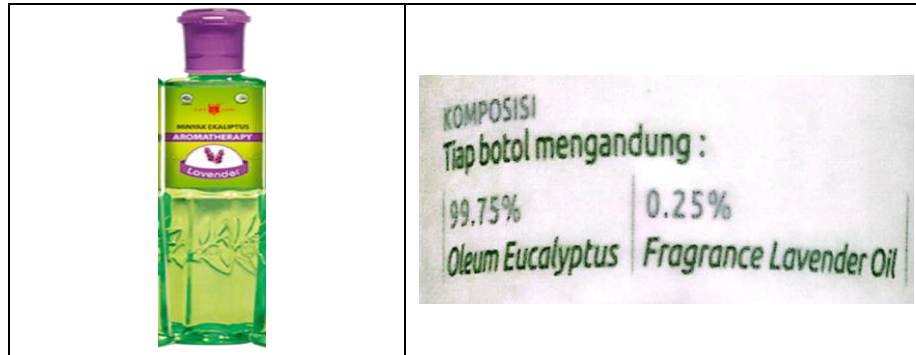 MINYAK EKALIPTUS
AROMATHERAPY
Lavender
KOMPOSISI
Tiap botol mengandung :
99.75%
Oleum Eucalyptus
0.25%
Fragrance Lavender Oil